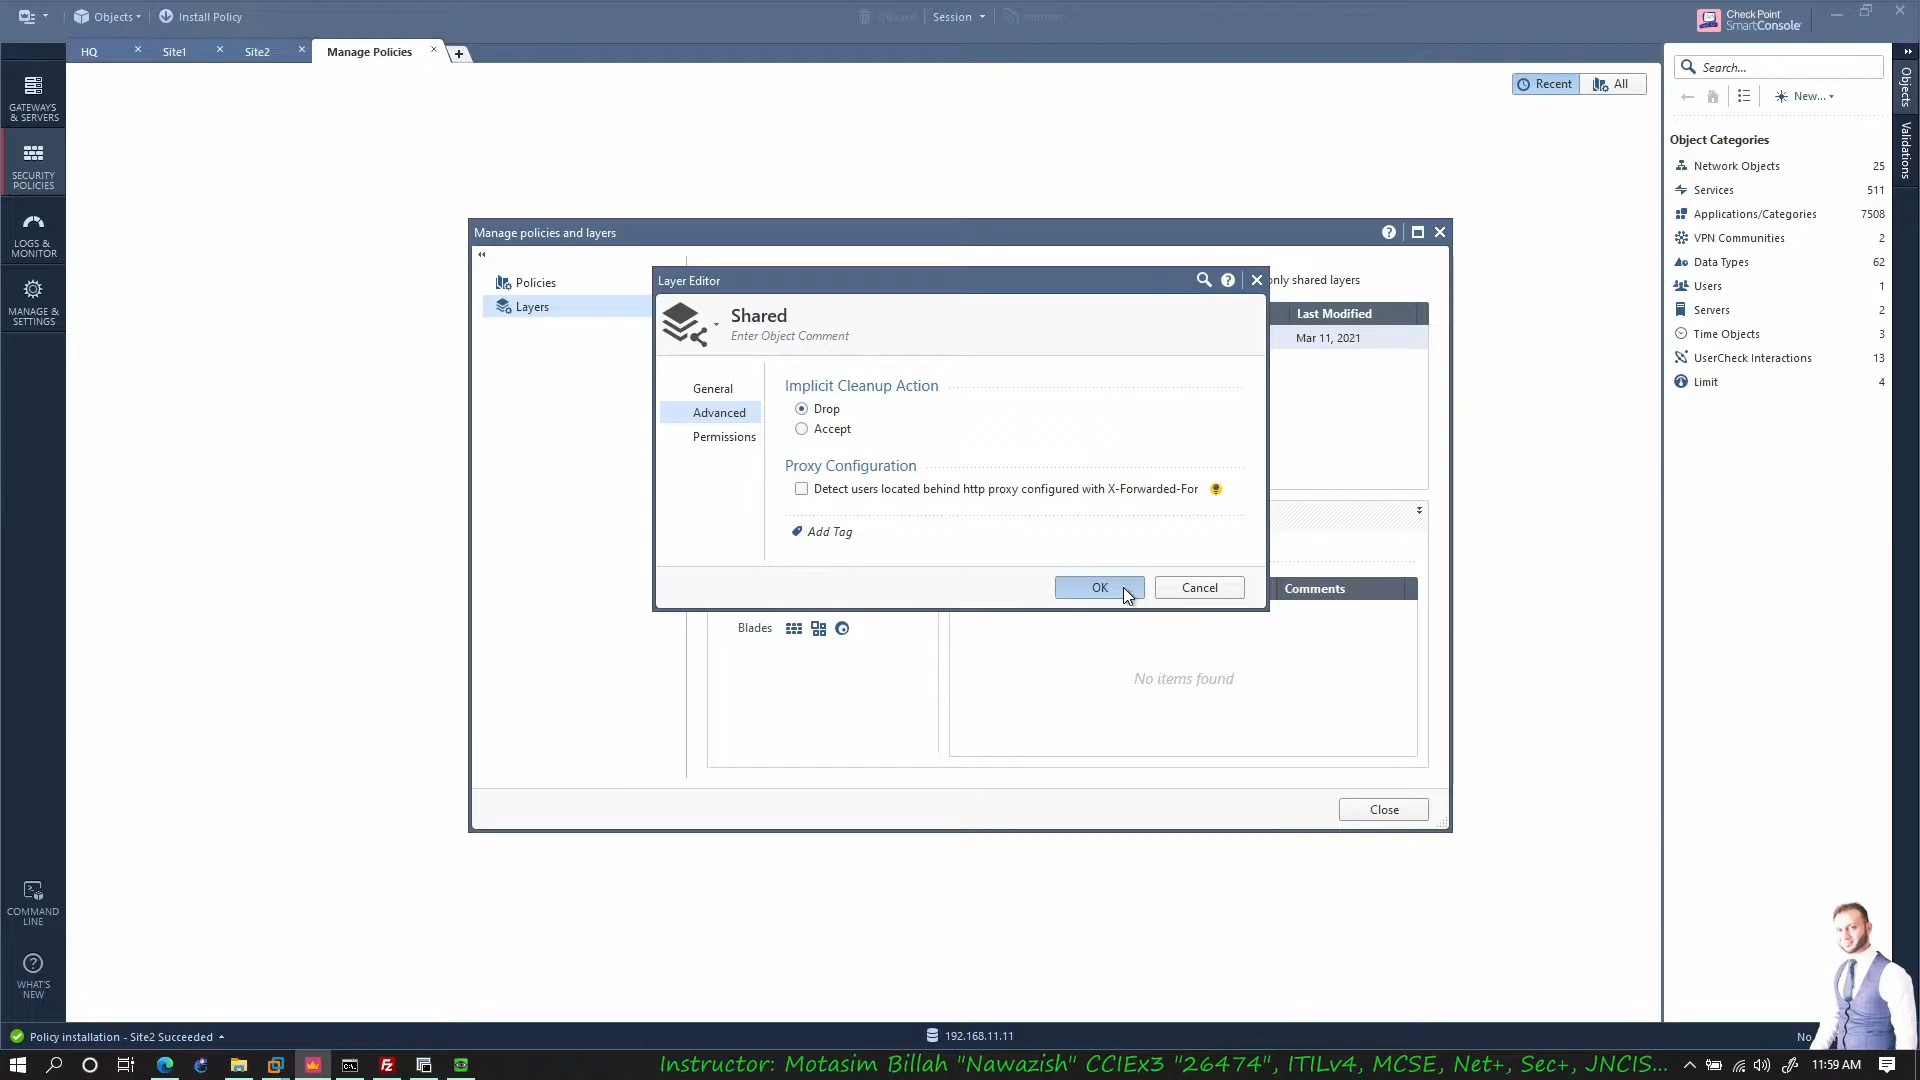 Objects
Install Policy
Session
Check Point
SmartConsole
HQ
Site1
Site2
Manage Policies
Recent
All
Search...
New...
Objects
Validations
GATEWAYS
& SERVERS
SECURITY
POLICIES
LOGS &
MONITOR
MANAGE &
SETTINGS
COMMAND
LINE
WHAT'S
NEW
Object Categories
Network Objects 25
Services 511
Applications/Categories 7508
VPN Communities 2
Data Types 62
Users 1
Servers 2
Time Objects 3
UserCheck Interactions 13
Limit 4
Manage policies and layers
Policies
Layers
only shared layers
Last Modified
Mar 11, 2021
Layer Editor
Shared
Enter Object Comment
General
Advanced
Permissions
Implicit Cleanup Action
Drop
Accept
Proxy Configuration
Detect users located behind http proxy configured with X-Forwarded-For
Add Tag
OK
Cancel
Comments
Blades
No items found
Close
Policy installation - Site2 Succeeded
192.168.11.11
No
Instructor: Motasim Billah "Nawazish" CCIEx3 "26474", ITILv4, MCSE, Net+, Sec+, JNCIS...
11:59 AM